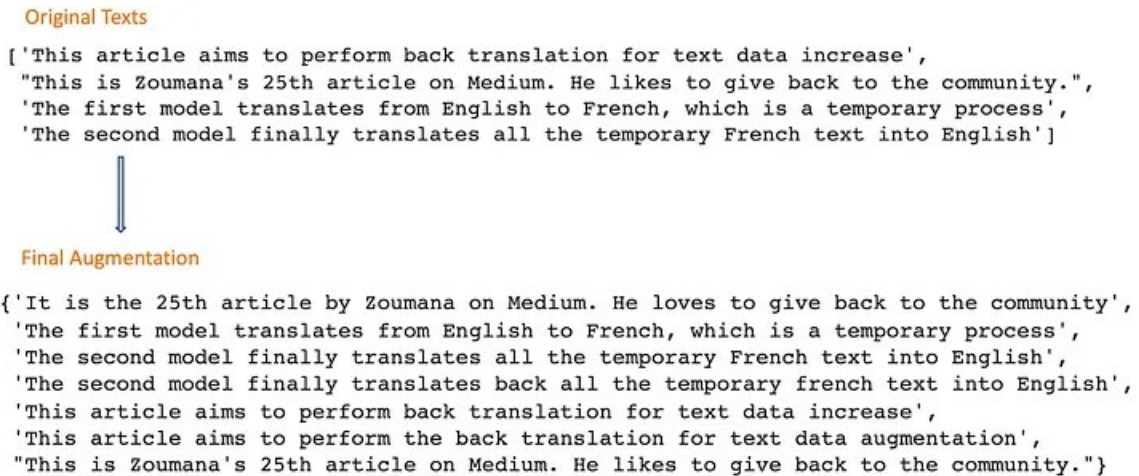 Original Texts
['This article aims to perform back translation for text data increase',
"This is Zoumana's 25th article on Medium. He likes to give back to the community.",
'The first model translates from English to French, which is a temporary process',
'The second model finally translates all the temporary French text into English']
Final Augmentation
{'It is the 25th article by Zoumana on Medium. He loves to give back to the community',
'The first model translates from English to French, which is a temporary process',
'The second model finally translates all the temporary French text into English',
'The second model finally translates back all the temporary french text into English',
'This article aims to perform back translation for text data increase',
'This article aims to perform the back translation for text data augmentation',
"This is Zoumana's 25th article on Medium. He likes to give back to the community."}